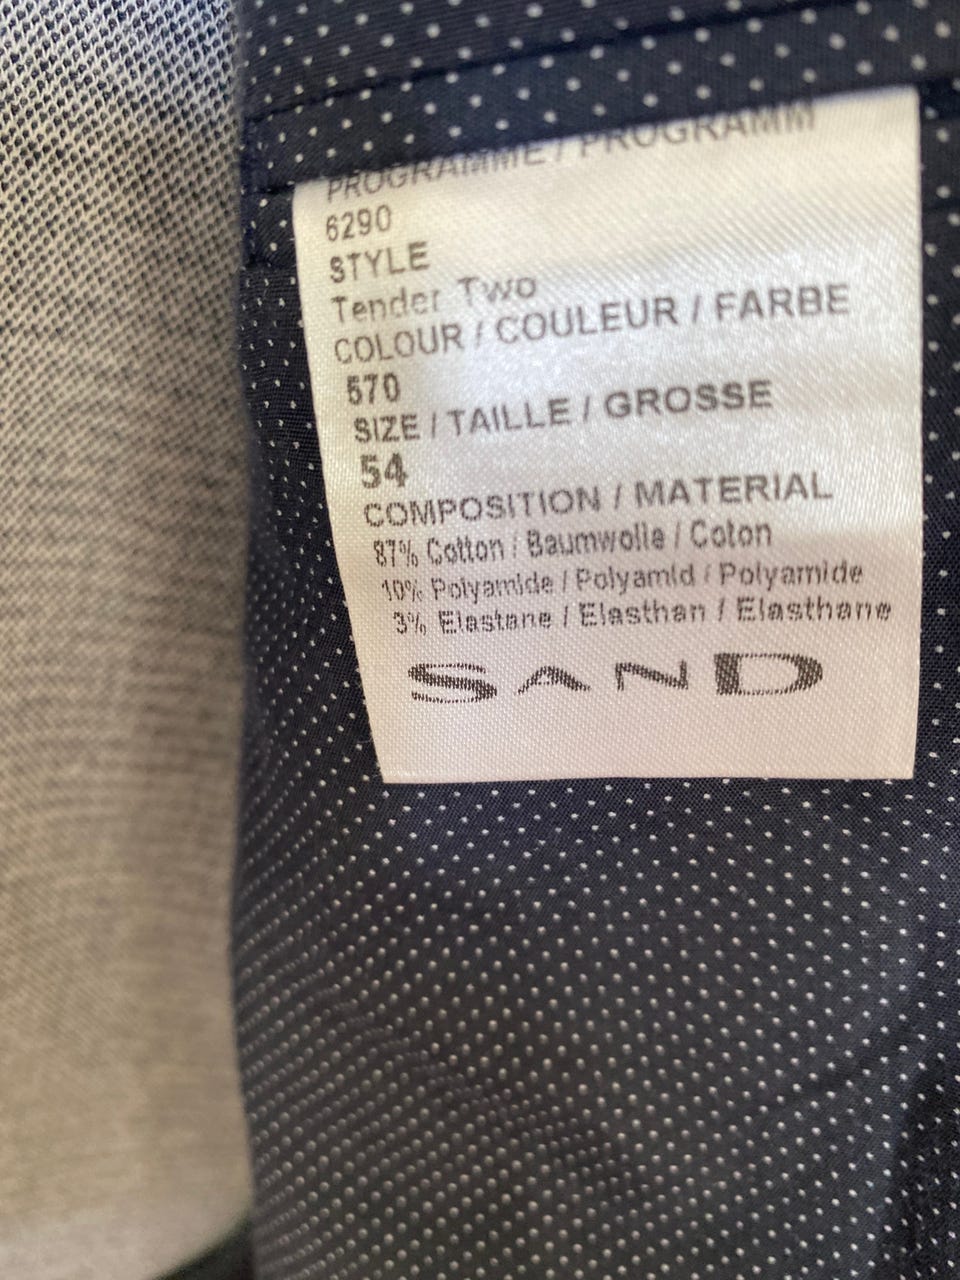 PROGRAMME / PROGRAMM
6290
STYLE
Tender Two
COLOUR / COULEUR / FARBE
570
SIZE / TAILLE / GROSSE
54
COMPOSITION / MATERIAL
87% Cotton / Baumwolle / Coton
10% Polyamide / Polyamid / Polyamide
3% Elastane / Elasthan / Elasthane
SAND